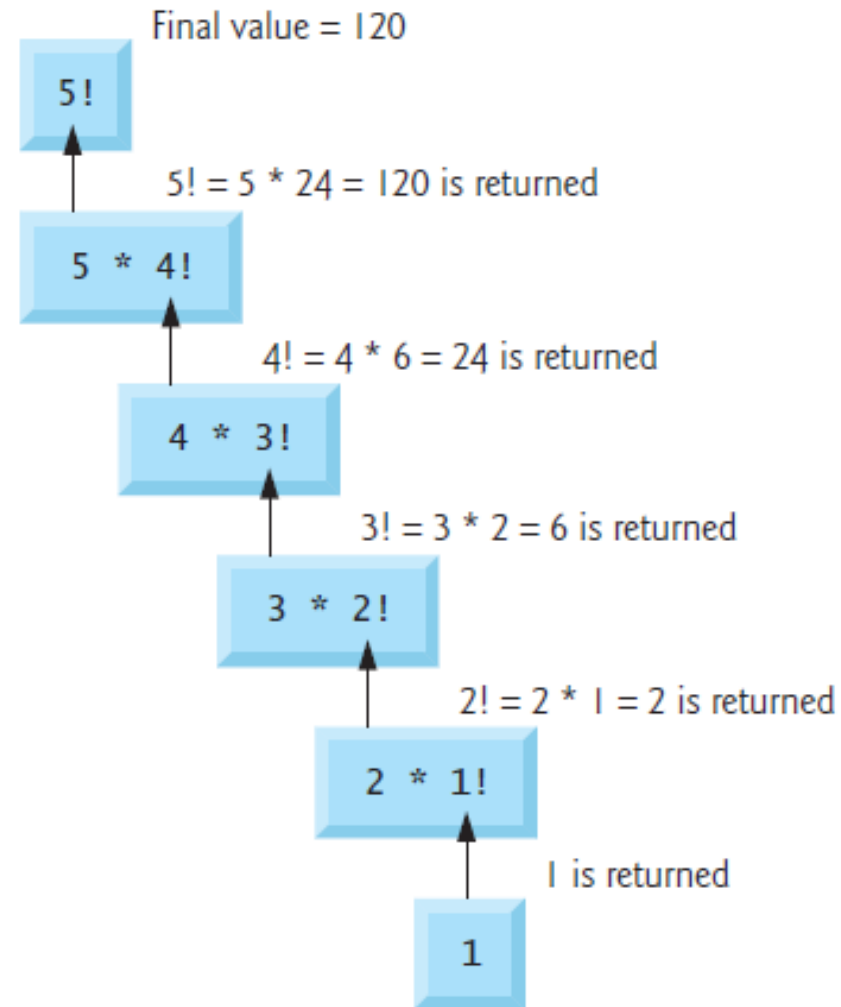 Final value = 120
5!
5! = 5 * 24 = 120 is returned
5 * 4!
4! = 4 * 6 = 24 is returned
4 * 3!
3! = 3 * 2 = 6 is returned
3 * 2!
2! = 2 * 1 = 2 is returned
2 * 1!
1 is returned
1